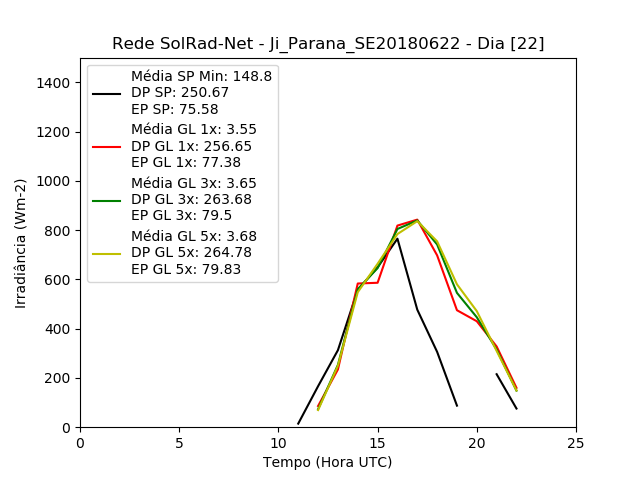 Rede SolRad-Net - Ji_Parana_SE20180622 - Dia [22]
Média SP Min: 148.8
DP SP: 250.67
EP SP: 75.58
Média GL 1x: 3.55
DP GL 1x: 256.65
EP GL 1x: 77.38
Média GL 3x: 3.65
DP GL 3x: 263.68
EP GL 3x: 79.5
Média GL 5x: 3.68
DP GL 5x: 264.78
EP GL 5x: 79.83
Irradiância (Wm-2)
1400
1200
1000
800
600
400
200
0
0 5 10 15 20 25
Tempo (Hora UTC)